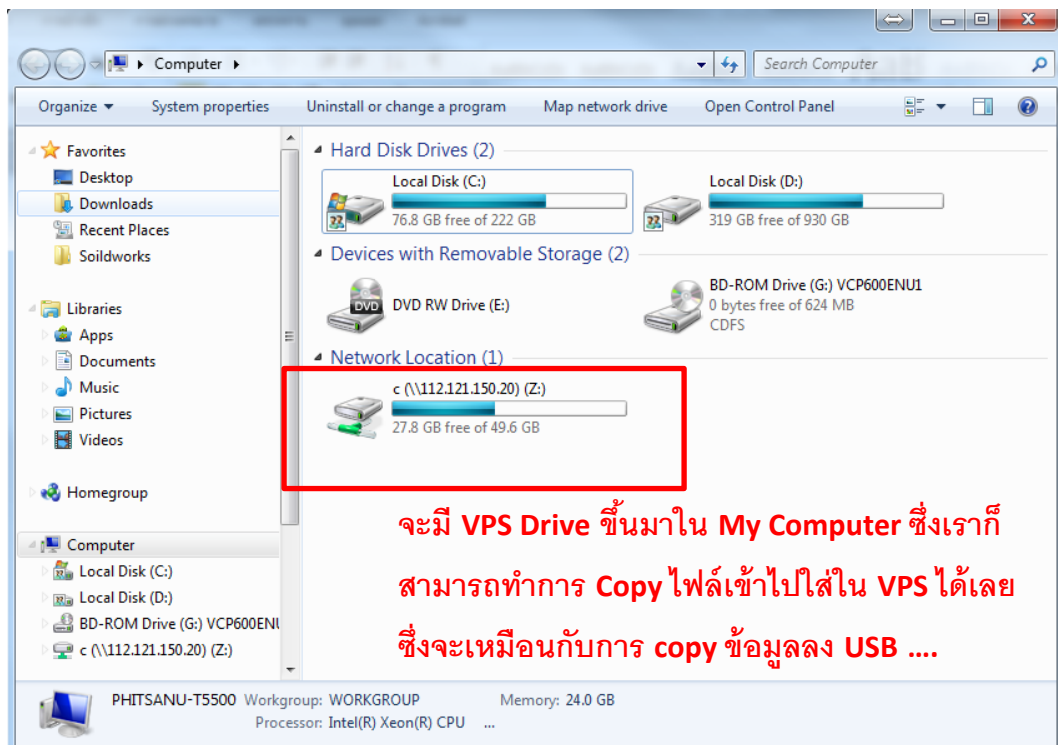 Computer
Search Computer
Organize
System properties
Uninstall or change a program
Map network drive
Open Control Panel
Favorites
Desktop
Downloads
Recent Places
Soildworks
Libraries
Apps
Documents
Music
Pictures
Videos
Homegroup
Computer
Local Disk (C:)
Local Disk (D:)
BD-ROM Drive (G:) VCP600ENU
c (\\112.121.150.20) (Z:)
Hard Disk Drives (2)
Local Disk (C:)
76.8 GB free of 222 GB
Local Disk (D:)
319 GB free of 930 GB
Devices with Removable Storage (2)
DVD
DVD RW Drive (E:)
BD-ROM Drive (G:) VCP600ENU1
0 bytes free of 624 MB
CDFS
Network Location (1)
c (\\112.121.150.20) (Z:)
27.8 GB free of 49.6 GB
จะมี VPS Drive ขึ้นมาใน My Computer ซึ่งเราก็
สามารถทำการ Copy ไฟล์เข้าไปใส่ใน VPS ได้เลย
ซึ่งจะเหมือนกับการ copy ข้อมูลลง USB ....
PHITSANU-T5500 Workgroup: WORKGROUP Memory: 24.0 GB
Processor: Intel(R) Xeon(R) CPU ...